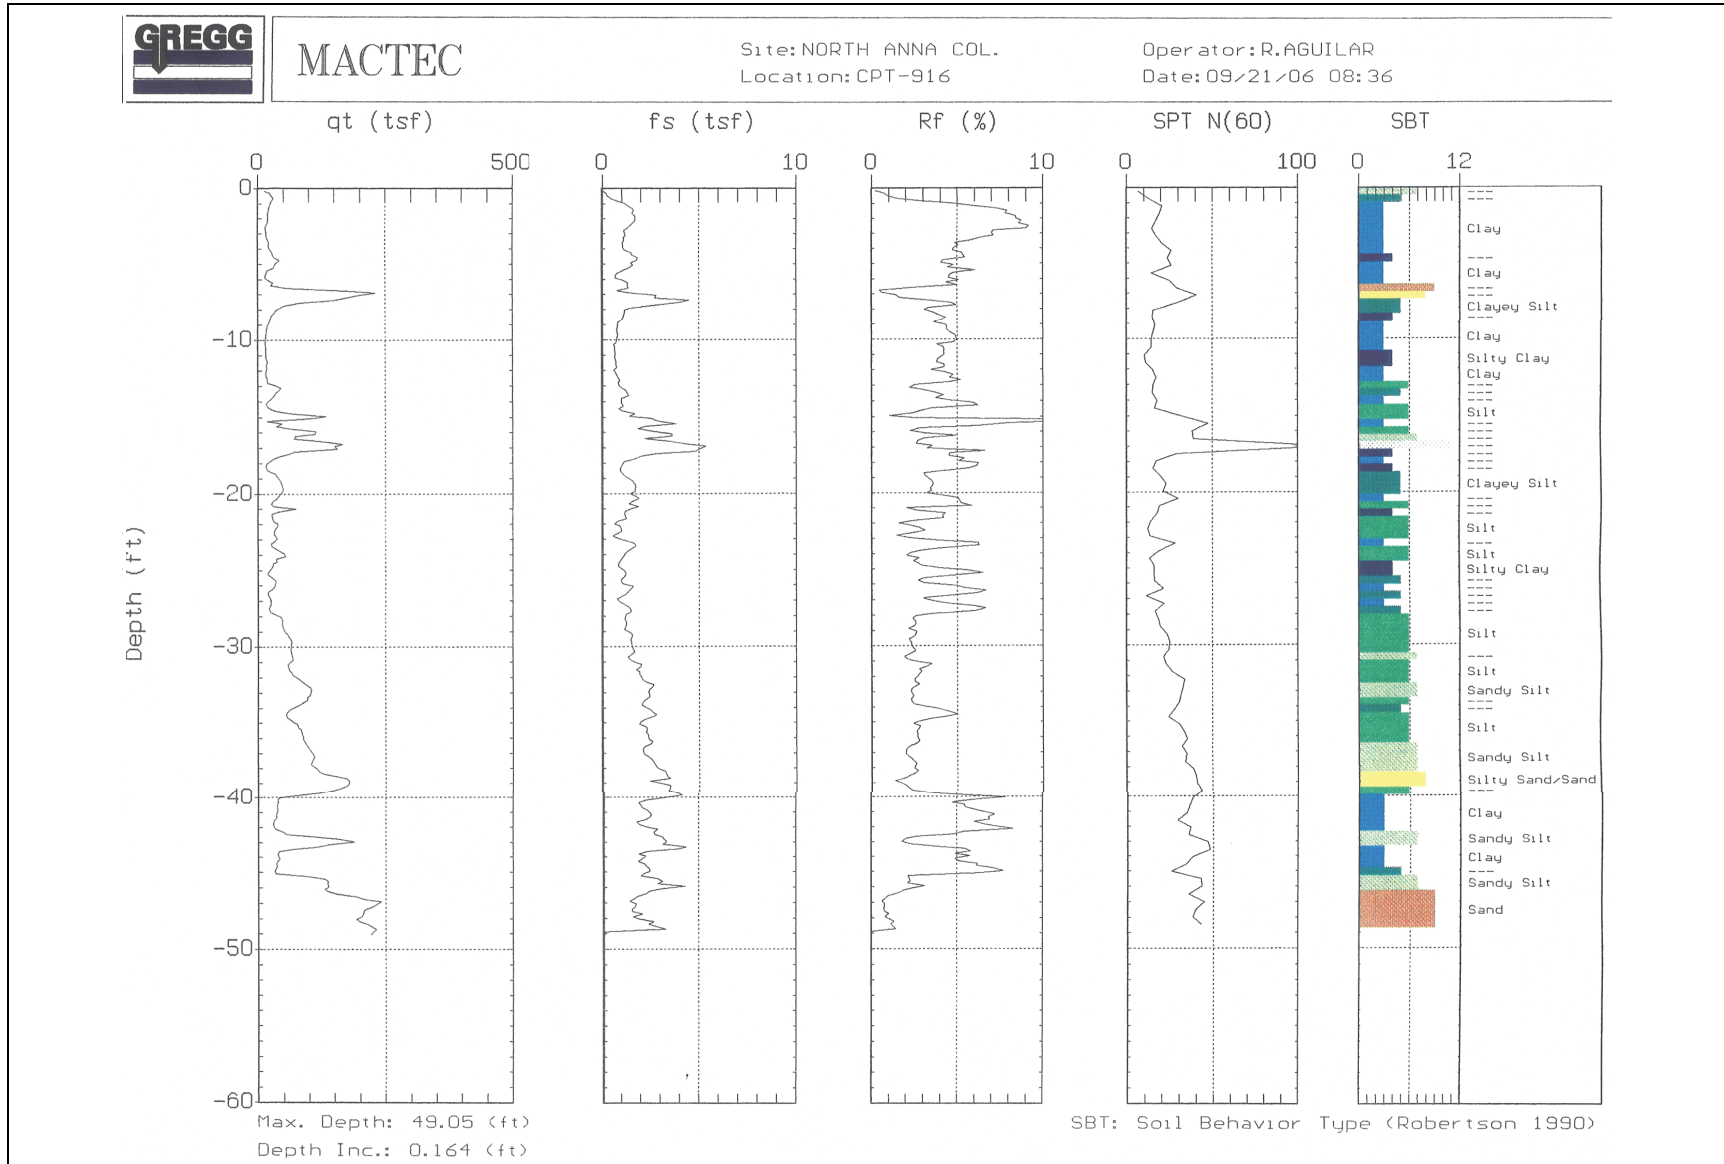 GREGG
MACTEC
Site:NORTH ANNA COL.
Location:CPT-916
Operator:R.AGUILAR
Date:09/21/06 08:36
qt (tsf)
fs (tsf)
Rf (%)
SPT N(60)
SBT
0 500
0 10
0 10
0 100
0 12
0
-10
-20
-30
-40
-50
-60
Depth (ft)
---
---
Clay
---
Clay
---
---
Clayey Silt
---
Clay
Silty Clay
Clay
---
---
---
Silt
---
---
---
---
---
---
---
Clayey Silt
---
---
---
Silt
---
Silt
Silty Clay
---
---
---
---
---
Silt
---
Silt
Sandy Silt
---
---
Silt
Sandy Silt
Silty Sand/Sand
---
Clay
Sandy Silt
Clay
---
Sandy Silt
Sand
Max. Depth: 49.05 (ft)
Depth Inc.: 0.164 (ft)
SBT: Soil Behavior Type (Robertson 1990)